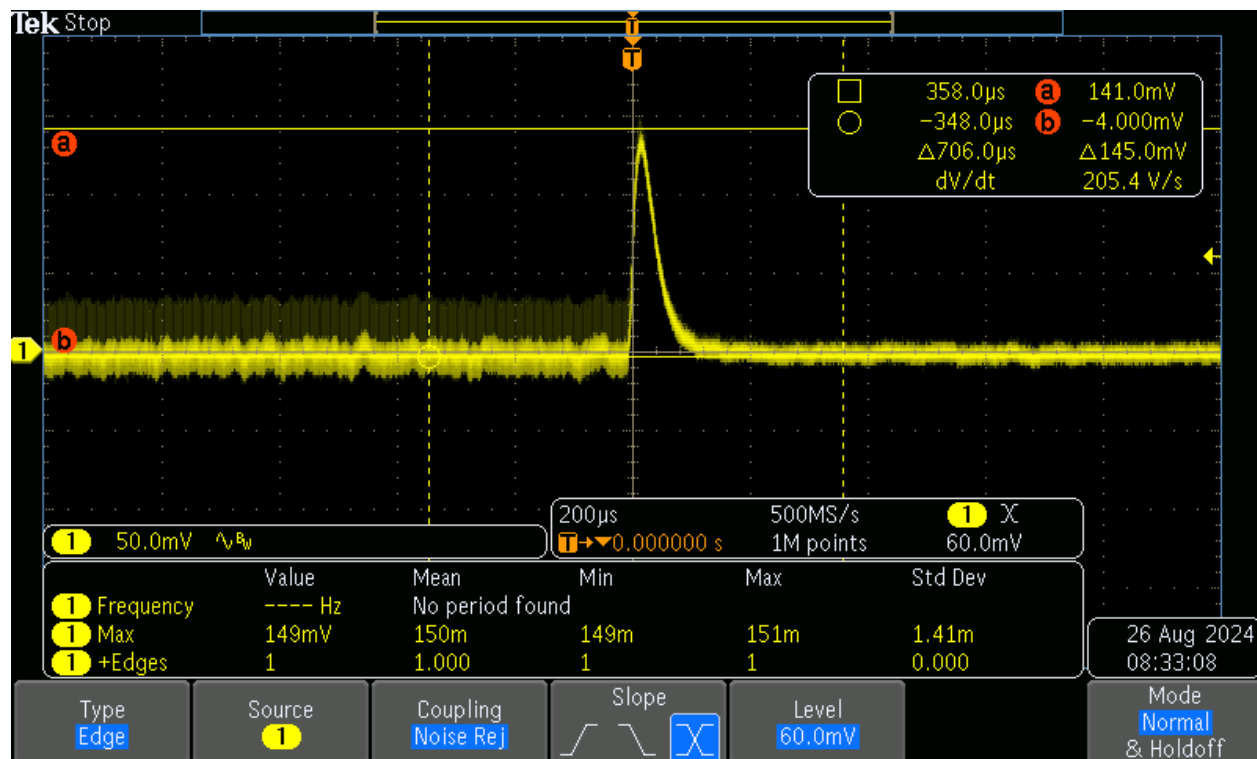 Tek Stop
T
T
358.0µs a 141.0mV
−348.0µs b −4.000mV
△706.0µs △145.0mV
dV/dt 205.4 V/s
a
b
1
1 50.0mV BW
200µs 500MS/s 1
T→▼0.000000 s 1M points 60.0mV
Value Mean Min Max Std Dev
1 Frequency ---- Hz No period found
1 Max 149mV 150m 149m 151m 1.41m
1 +Edges 1 1.000 1 1 0.000
26 Aug 2024
08:33:08
Type
Edge
Source
1
Coupling
Noise Rej
Slope
Level
60.0mV
Mode
Normal
& Holdoff